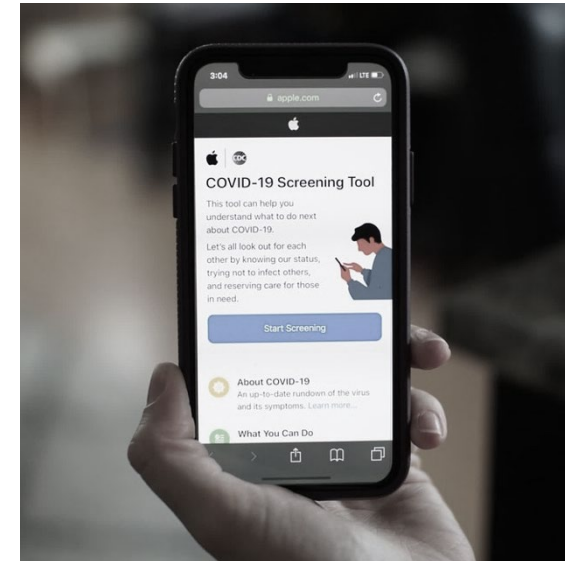 3:04
LTE
apple.com
CDC
COVID-19 Screening Tool
This tool can help you
understand what to do next
about COVID-19.
Let's all look out for each
other by knowing our status,
trying not to infect others,
and reserving care for those
in need.
Start Screening
About COVID-19
An up-to-date rundown of the virus
and its symptoms. Learn more...
What You Can Do